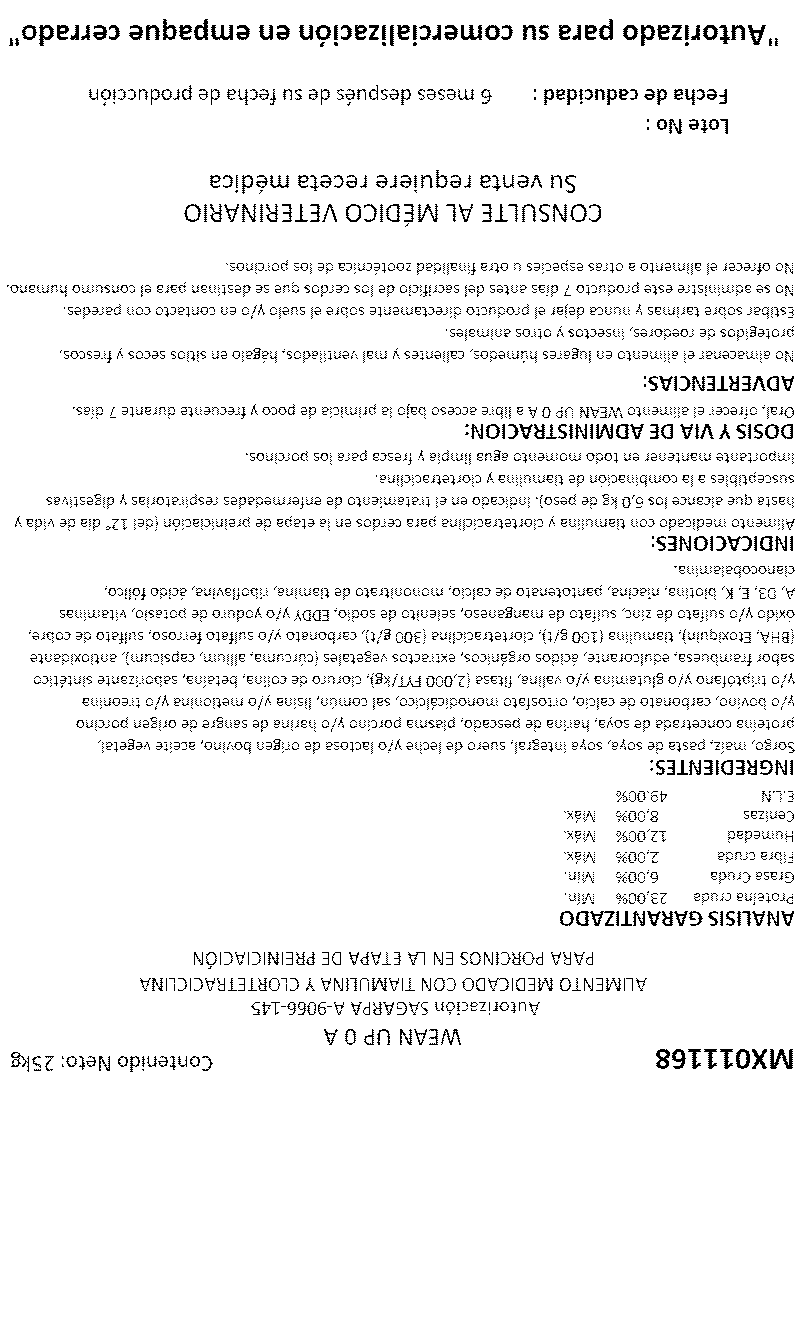 MX011168 Contenido Neto: 25kg
WEAN UP 0 A
Autorización SAGARPA A-9066-145
ALIMENTO MEDICADO CON TIAMULINA Y CLORTETRACICLINA
PARA PORCINOS EN LA ETAPA DE PREINICIACIÓN
ANALISIS GARANTIZADO
Proteína cruda 23,00% Mín.
Grasa Cruda 6,00% Mín.
Fibra cruda 2,00% Máx.
Humedad 12,00% Máx.
Cenizas 8,00% Máx.
E.L.N 49.00%
INGREDIENTES:
Sorgo, maíz, pasta de soya, soya integral, suero de leche y/o lactosa de origen bovino, aceite vegetal,
proteína concetrada de soya, harina de pescado, plasma porcino y/o harina de sangre de origen porcino
y/o bovino, carbonato de calcio, ortosfato monodicálcico, sal común, lisina y/o metionina y/o treonina
y/o triptofano y/o glutamina y/o valina, fitasa (2,000 FYT/kg), cloruro de colina, betaína, saborizante sintético
sabor frambuesa, edulcorante, ácidos orgánicos, extractos vegetales (cúrcuma, allium, capsicum), antioxidante
(BHA, Etoxiquin), tiamulina (100 g/t), clortetraciclina (300 g/t), carbonato y/o sulfato ferroso, sulfato de cobre,
óxido y/o sulfato de zinc, sulfato de manganeso, selenito de sodio, EDDY y/o yoduro de potasio, vitaminas
A, D3, E, K, biotina, niacina, pantotenato de calcio, mononitrato de tiamina, riboflavina, ácido fólico,
cianocobalamina.
INDICACIONES:
Alimento medicado con tiamulina y clortetraciclina para cerdos en la etapa de preiniciación (del 12° día de vida y
hasta que alcance los 5,0 kg de peso). Indicado en el tratamiento de enfermedades respiratorias y digestivas
susceptibles a la combinación de tiamulina y clortetraciclina.
Importante mantener en todo momento agua limpia y fresca para los porcinos.
DOSIS Y VIA DE ADMINISTRACION:
Oral, ofrecer el alimento WEAN UP 0 A a libre acceso bajo la primicia de poco y frecuente durante 7 días.
ADVERTENCIAS:
No almacenar el alimento en lugares húmedos, calientes y mal ventilados, hágalo en sitios secos y frescos,
protegidos de roedores, insectos y otros animales.
Estibar sobre tarimas y nunca dejar el producto directamente sobre el suelo y/o en contacto con paredes.
No se administre este producto 7 días antes del sacrificio de los cerdos que se destinan para el consumo humano.
No ofrecer el alimento a otras especies u otra finalidad zootécnica de los porcinos.
CONSULTE AL MÉDICO VETERINARIO
Su venta requiere receta médica
Lote No :
Fecha de caducidad : 6 meses después de su fecha de producción
"Autorizado para su comercialización en empaque cerrado"